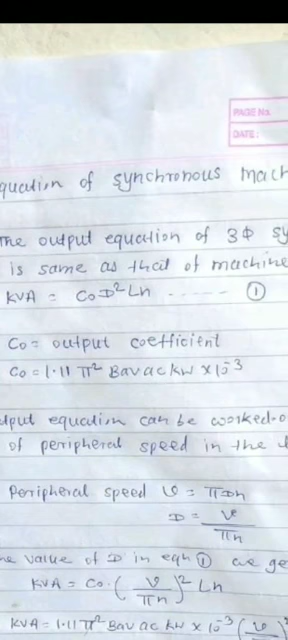 PAGE No.
DATE:
quation of synchronous mach
The output equation of 3Φ sy
is same as that of machine
KVA = CoD²Ln ------ ①
Co = output coefficient
Co = 1.11 π² Bav ac kw × 10⁻³
tput equation can be worked-o
of peripheral speed in the
Peripheral speed v = πDn
D = v/πn
he value of D in eqn ① we ge
KVA = Co. (v/πn)² Ln
KVA = 1.11 π² Bav ac kw × 10⁻³ (v/